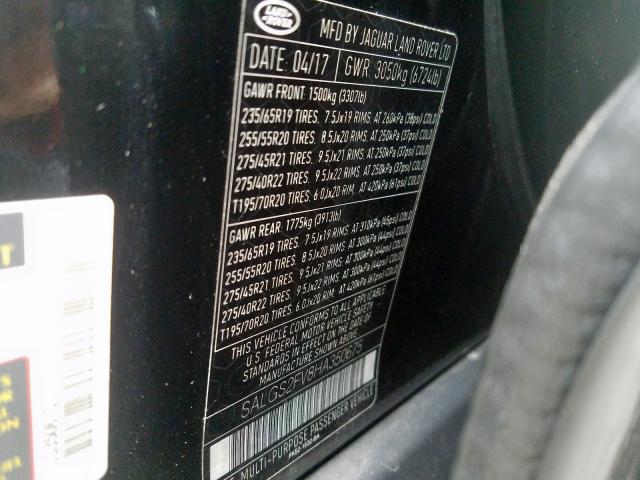 LAND
ROVER
MFD BY JAGUAR LAND ROVER LTD
DATE: 04/17 GWR 3050kg (6724lb)
GAWR FRONT 1500kg (3307lb)
235/65R19 TIRES. 7.5Jx19 RIMS. AT 260kPa (38psi) COLD
255/55R20 TIRES. 8.5Jx20 RIMS. AT 250kPa (37psi) COLD
275/45R21 TIRES. 9.5Jx21 RIMS. AT 250kPa (37psi) COLD
275/40R22 TIRES. 9.5Jx22 RIMS. AT 250kPa (37psi) COLD
T195/70R20 TIRES. 6.0Jx20 RIM. AT 420kPa (61psi) COLD
GAWR REAR 1775kg (3913lb)
235/65R19 TIRES. 7.5Jx19 RIMS. AT 310kPa (45psi) COLD
255/55R20 TIRES. 8.5Jx20 RIMS. AT 300kPa (44psi) COLD
275/45R21 TIRES. 9.5Jx21 RIMS. AT 300kPa (44psi) COLD
275/40R22 TIRES. 9.5Jx22 RIMS. AT 300kPa (44psi) COLD
T195/70R20 TIRES. 6.0Jx20 RIM. AT 420kPa (61psi) COLD
THIS VEHICLE CONFORMS TO ALL APPLICABLE
U.S. FEDERAL MOTOR VEHICLE SAFETY
STANDARDS IN EFFECT ON THE DATE OF
MANUFACTURE SHOWN ABOVE.
SALGS2FV8HA350675
MULTI-PURPOSE PASSENGER VEHICLE